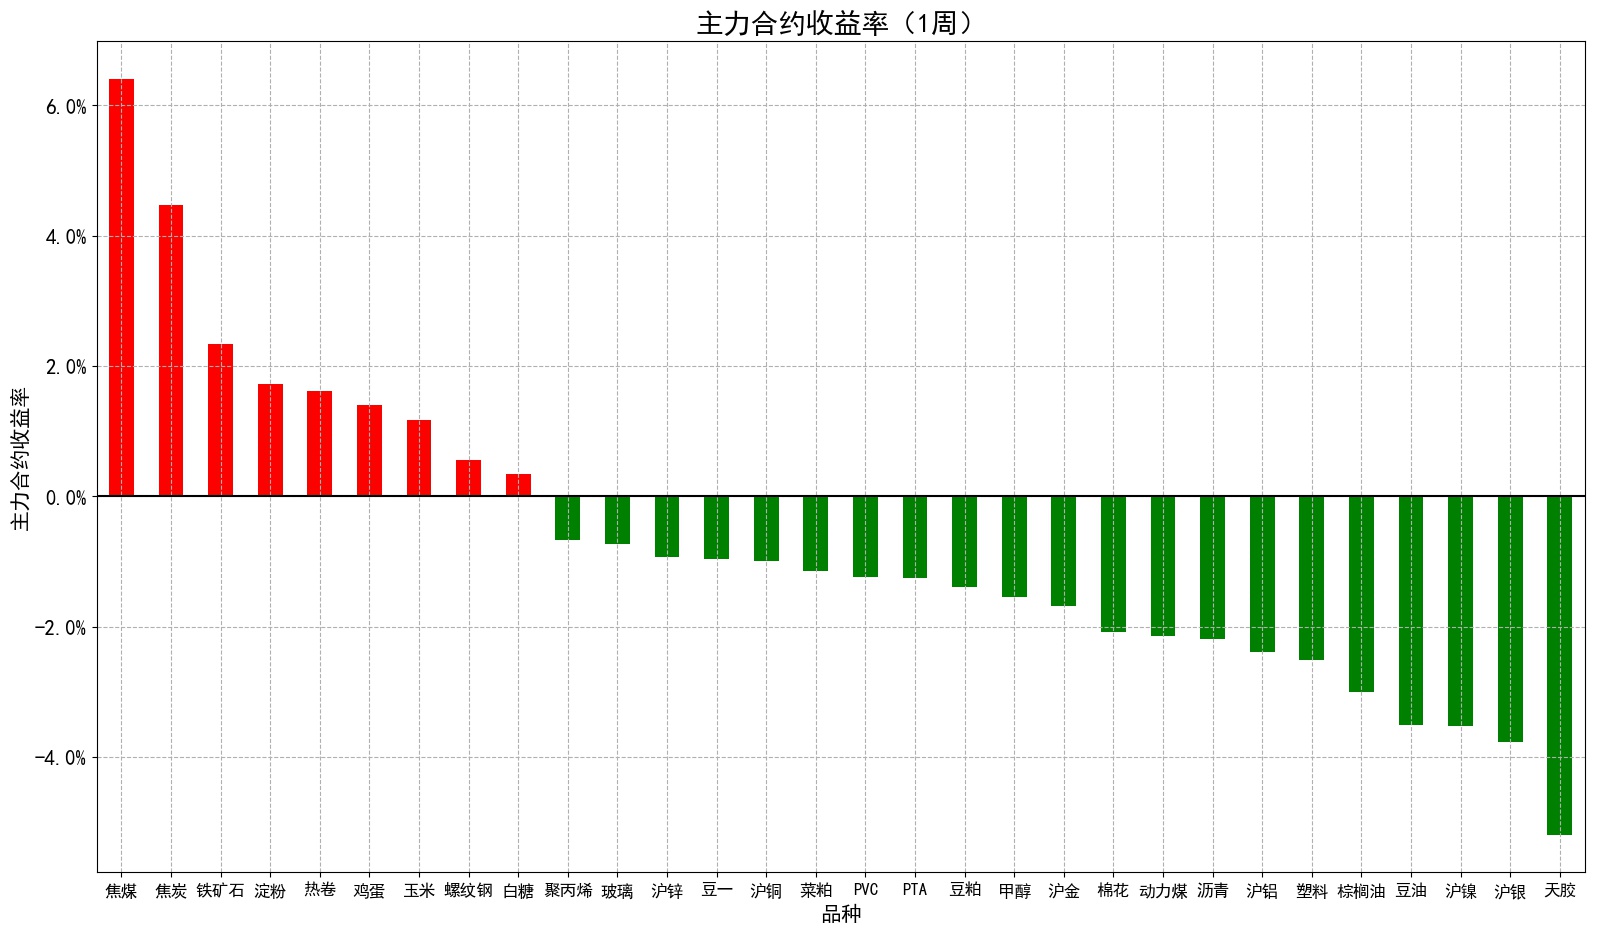 主力合约收益率（1周）
主力合约收益率
6.0%
4.0%
2.0%
0.0%
−2.0%
−4.0%
焦煤 焦炭 铁矿石 淀粉 热卷 鸡蛋 玉米 螺纹钢 白糖 聚丙烯 玻璃 沪锌 豆一 沪铜 菜粕 PVC PTA 豆粕 甲醇 沪金 棉花 动力煤 沥青 沪铝 塑料 棕榈油 豆油 沪镍 沪银 天胶
品种